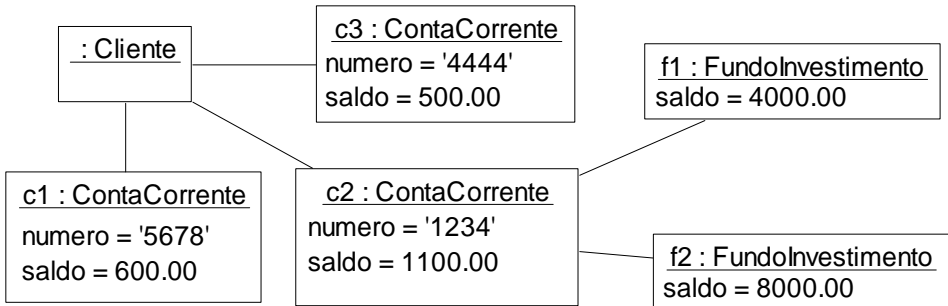 : Cliente
c3 : ContaCorrente
numero = '4444'
saldo = 500.00
f1 : FundoInvestimento
saldo = 4000.00
c1 : ContaCorrente
numero = '5678'
saldo = 600.00
c2 : ContaCorrente
numero = '1234'
saldo = 1100.00
f2 : FundoInvestimento
saldo = 8000.00